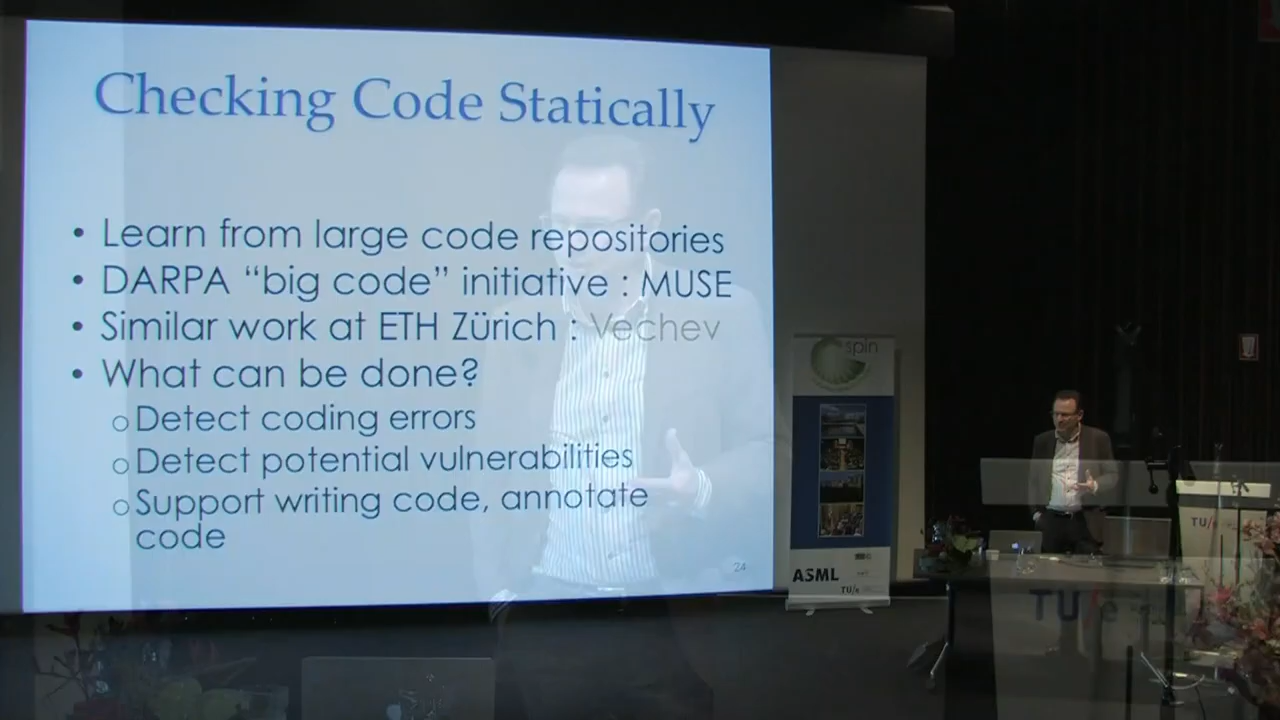 Checking Code Statically
• Learn from large code repositories
• DARPA “big code” initiative : MUSE
• Similar work at ETH Zürich : Vechev
• What can be done?
o Detect coding errors
o Detect potential vulnerabilities
o Support writing code, annotate
code
24
spin
ASML
TU/e
TU/e
TU/e